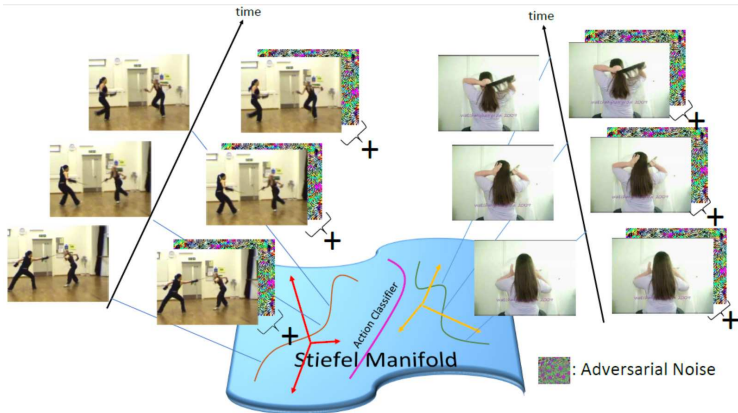 time
time
+
+
+
+
+
+
Action Classifier
Stiefel Manifold
: Adversarial Noise